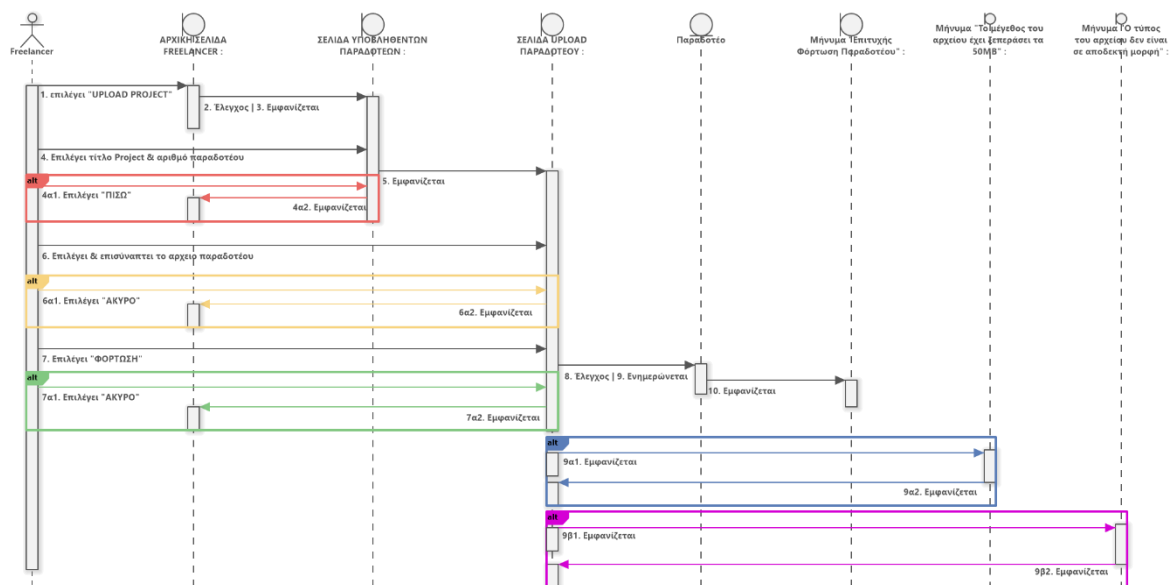 Freelancer
ΑΡΧΙΚΗ ΣΕΛΙΔΑ
FREELANCER :
ΣΕΛΙΔΑ ΥΠΟΒΛΗΘΕΝΤΩΝ
ΠΑΡΑΔΟΤΕΩΝ :
ΣΕΛΙΔΑ UPLOAD
ΠΑΡΑΔΟΤΕΟΥ :
Παραδοτέο
Μήνυμα "Επιτυχής
Φόρτωση Παραδοτέου" :
Μήνυμα "Το μέγεθος του
αρχείου έχει ξεπεράσει τα
50MB" :
Μήνυμα "Ο τύπος
του αρχείου δεν είναι
σε αποδεκτή μορφή" :
1. επιλέγει "UPLOAD PROJECT"
2. Έλεγχος | 3. Εμφανίζεται
4. Επιλέγει τίτλο Project & αριθμό παραδοτέου
5. Εμφανίζεται
alt
4α1. Επιλέγει "ΠΙΣΩ"
4α2. Εμφανίζεται
6. Επιλέγει & επισύναπτει το αρχείο παραδοτέου
alt
6α1. Επιλέγει "ΑΚΥΡΟ"
6α2. Εμφανίζεται
7. Επιλέγει "ΦΟΡΤΩΣΗ"
8. Έλεγχος | 9. Ενημερώνεται
10. Εμφανίζεται
alt
7α1. Επιλέγει "ΑΚΥΡΟ"
7α2. Εμφανίζεται
alt
9α1. Εμφανίζεται
9α2. Εμφανίζεται
alt
9β1. Εμφανίζεται
9β2. Εμφανίζεται